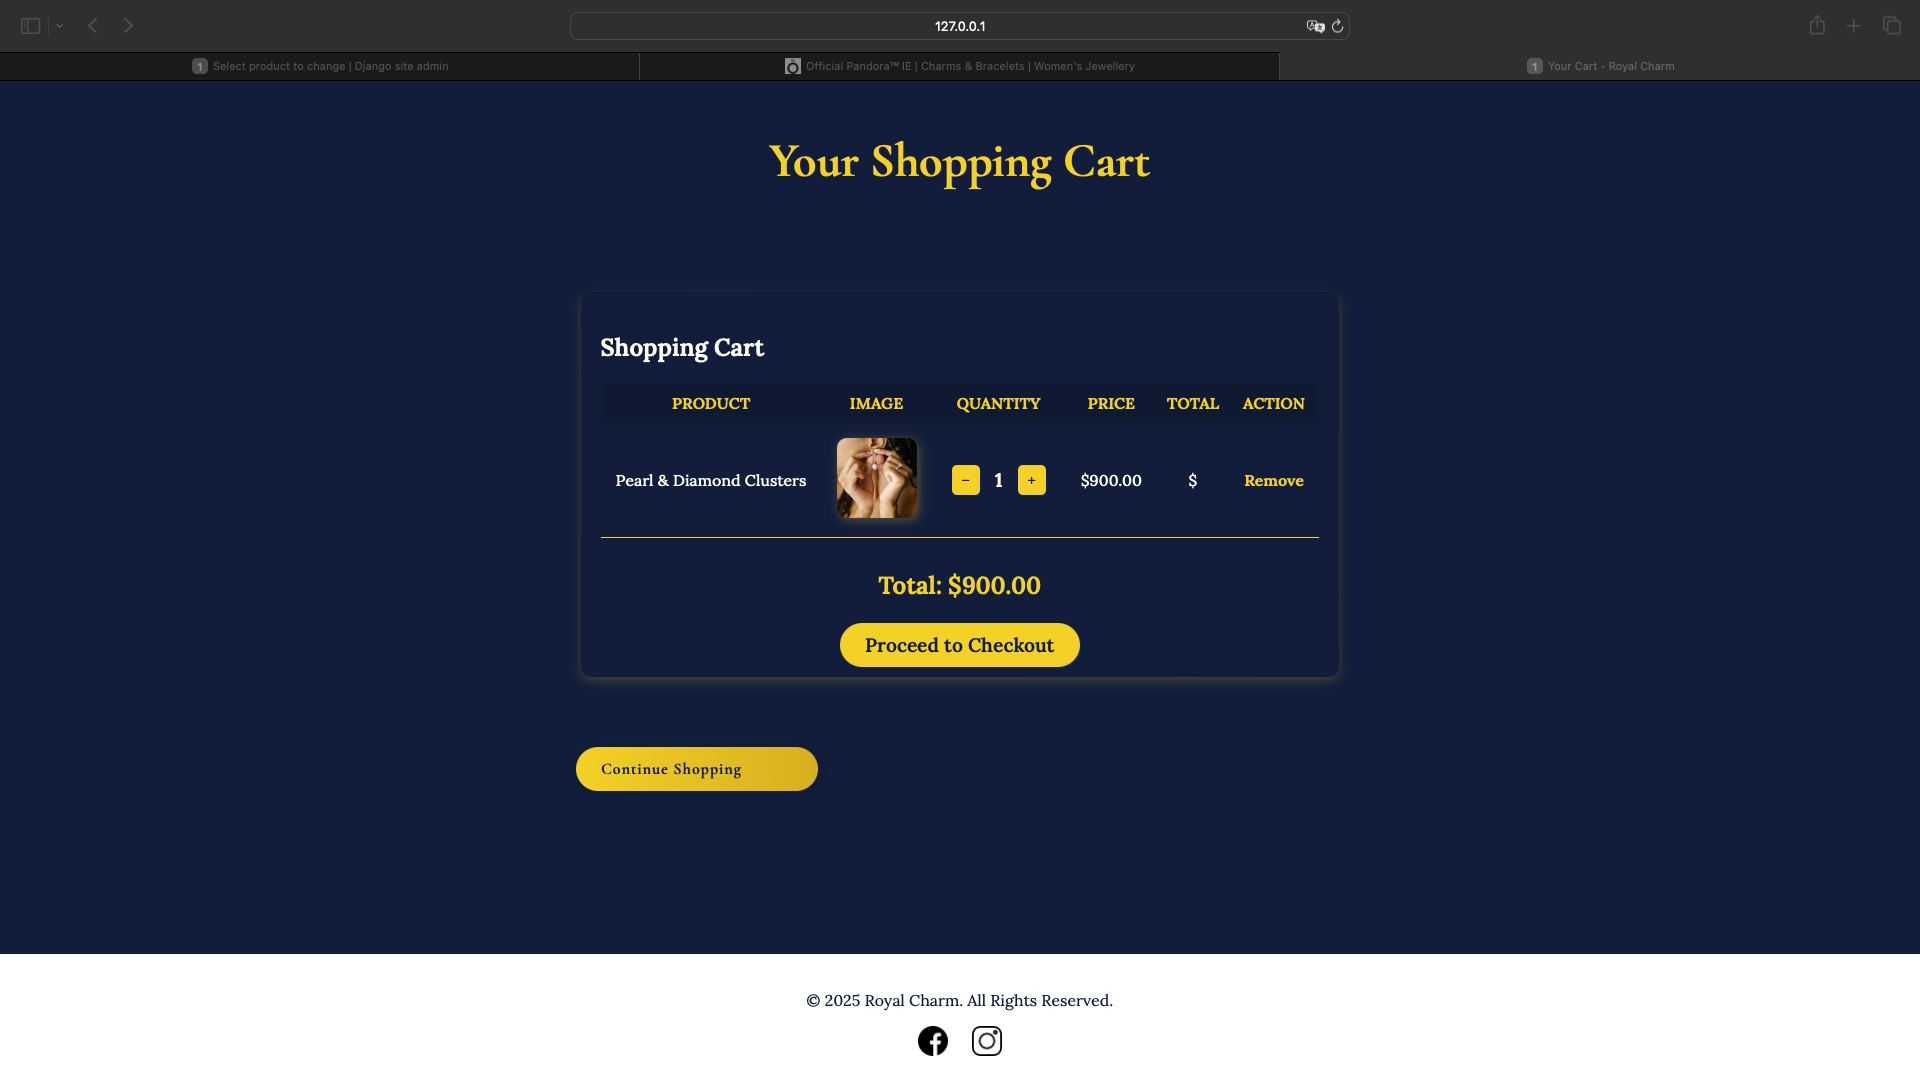 127.0.0.1
1 Select product to change | Django site admin
Official Pandora™ IE | Charms & Bracelets | Women's Jewellery
1 Your Cart - Royal Charm
Your Shopping Cart
Shopping Cart
PRODUCT IMAGE QUANTITY PRICE TOTAL ACTION
Pearl & Diamond Clusters − 1 + $900.00 $ Remove
Total: $900.00
Proceed to Checkout
Continue Shopping
© 2025 Royal Charm. All Rights Reserved.